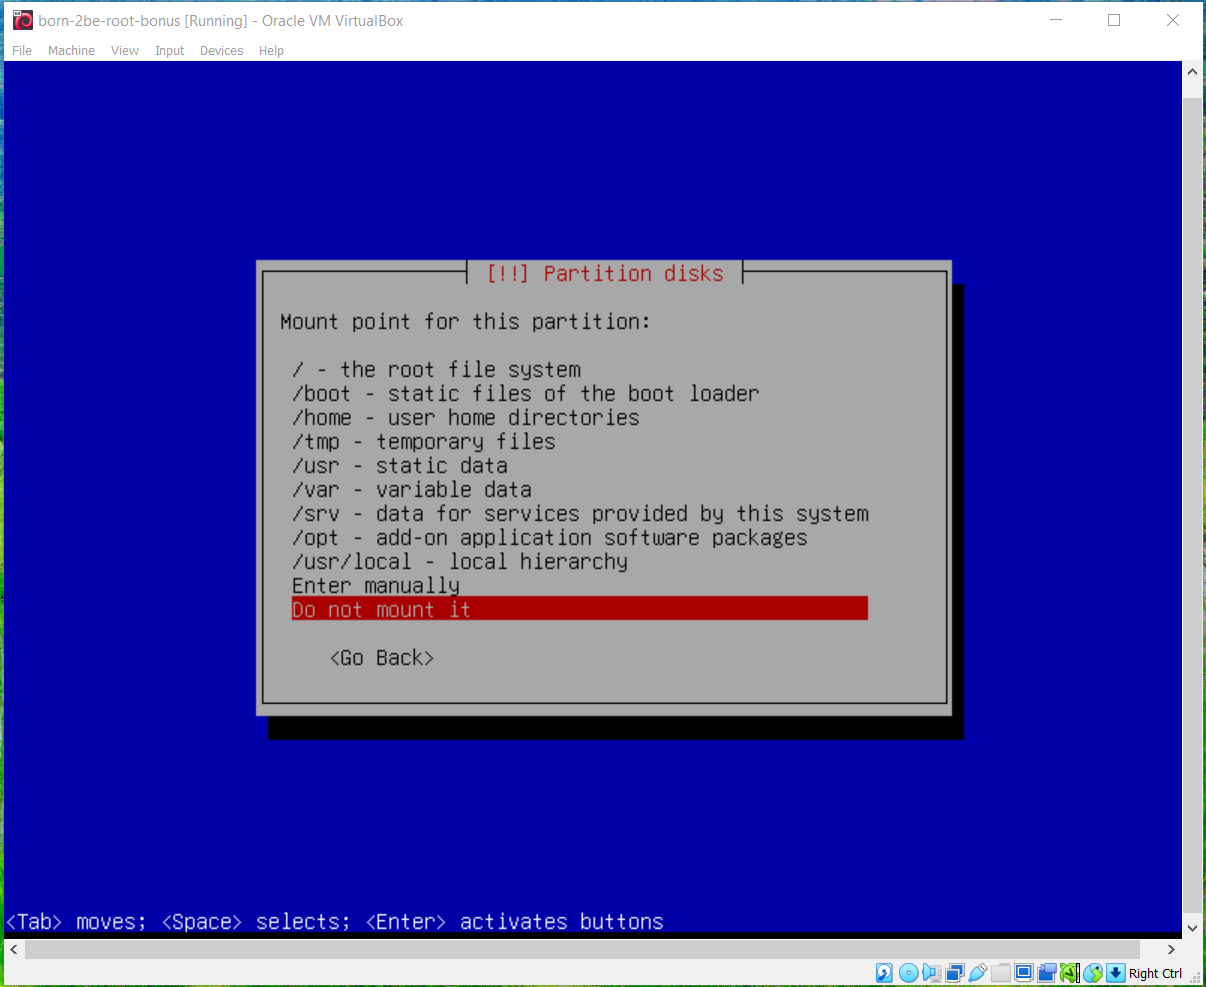 born-2be-root-bonus [Running] - Oracle VM VirtualBox
File Machine View Input Devices Help
[!!] Partition disks
Mount point for this partition:
/ - the root file system
/boot - static files of the boot loader
/home - user home directories
/tmp - temporary files
/usr - static data
/var - variable data
/srv - data for services provided by this system
/opt - add-on application software packages
/usr/local - local hierarchy
Enter manually
Do not mount it
<Go Back>
<Tab> moves; <Space> selects; <Enter> activates buttons
Right Ctrl